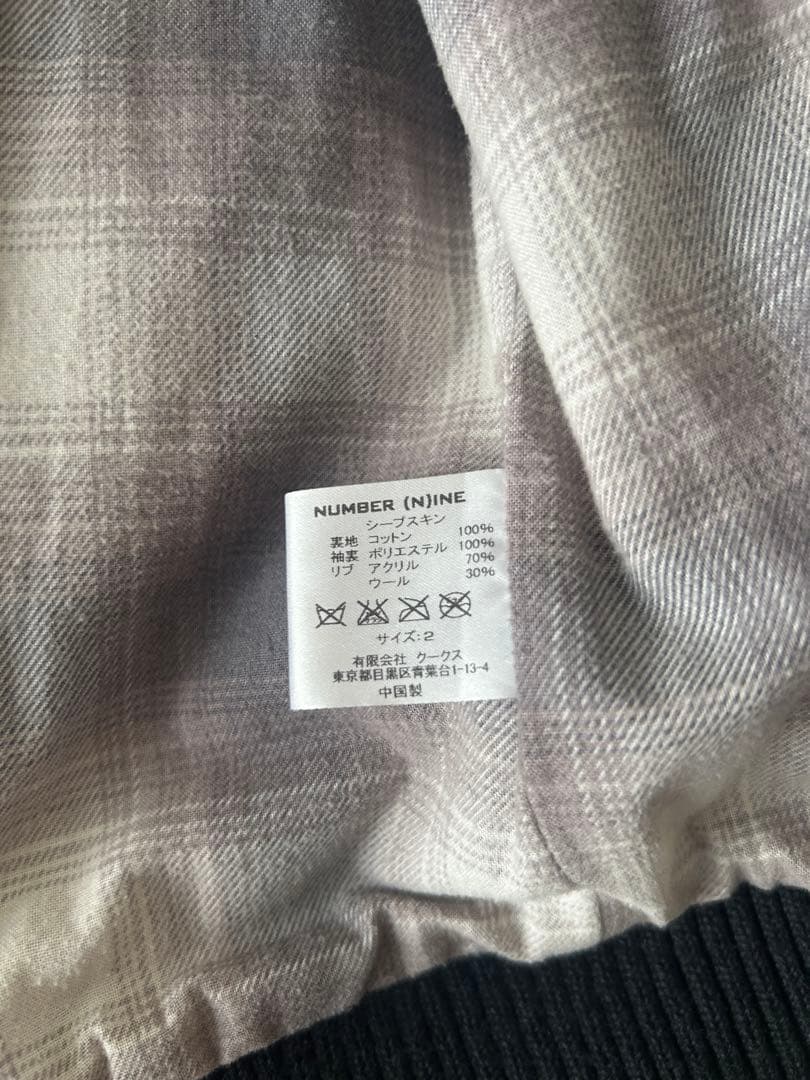 NUMBER (N)INE
シープスキン
裏地 コットン 100%
袖裏 ポリエステル 100%
リブ アクリル 70%
ウール 30%
サイズ:2
有限会社 クークス
東京都目黒区青葉台1-13-4
中国製